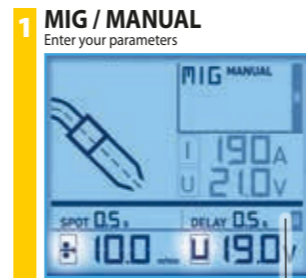 1 MIG / MANUAL
Enter your parameters
MIG MANUAL
I 190A
U 21.0V
SPOT 0.5s DELAY 0.5s
10.0 U 19.0V